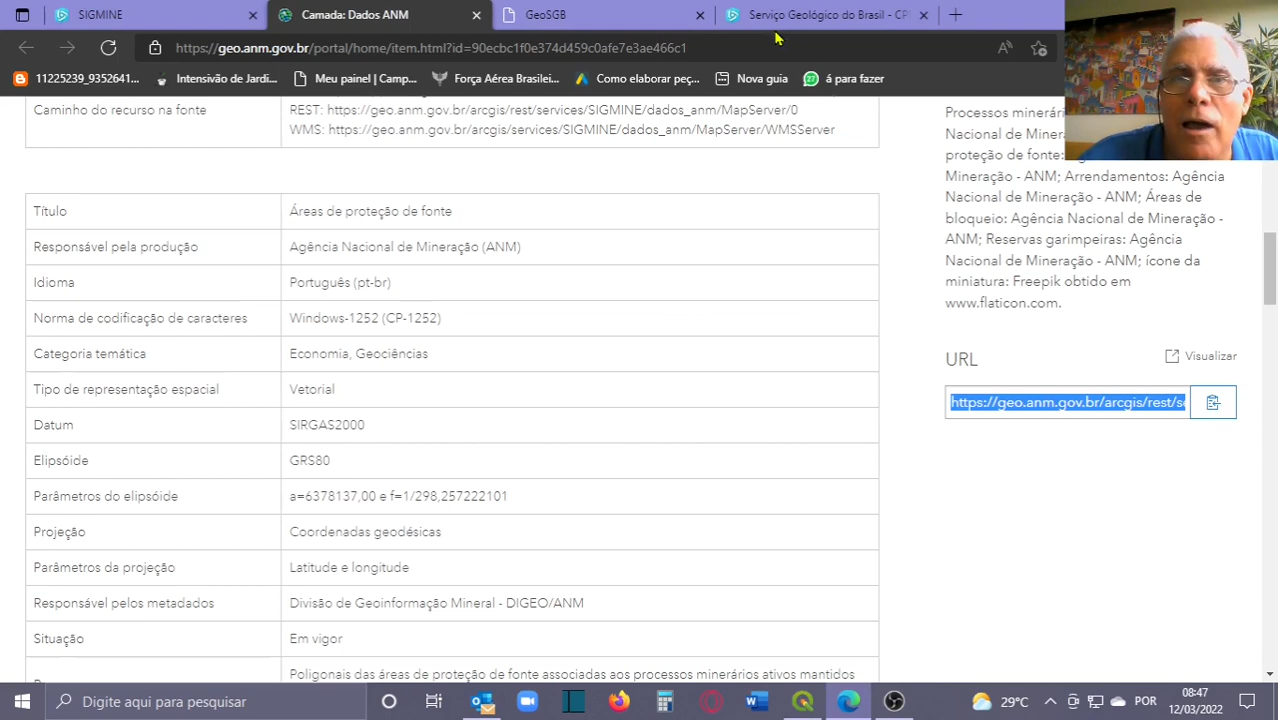 SIGMINE
Camada: Dados ANM
GeoSGB
Serviço Geológico do Brasil - CP
https://geo.anm.gov.br/portal/home/item.html?id=90ecbc1f0e374d459c0afe7e3ae466c1
11225239_9352641...
Intensivão de Jardi...
Meu painel | Camp...
Força Aérea Brasilei...
Como elaborar peç...
Nova guia
á para fazer
Caminho do recurso na fonte
REST: https://geo.anm.gov.br/arcgis/rest/services/SIGMINE/dados_anm/MapServer/0
WMS: https://geo.anm.gov.br/arcgis/services/SIGMINE/dados_anm/MapServer/WMSServer
Título
Áreas de proteção de fonte
Responsável pela produção
Agência Nacional de Mineração (ANM)
Idioma
Português (pt-br)
Norma de codificação de caracteres
Windows-1252 (CP-1252)
Categoria temática
Economia, Geociências
Tipo de representação espacial
Vetorial
Datum
SIRGAS2000
Elipsóide
GRS80
Parâmetros do elipsóide
a=6378137,00 e f=1/298,257222101
Projeção
Coordenadas geodésicas
Parâmetros da projeção
Latitude e longitude
Responsável pelos metadados
Divisão de Geoinformação Mineral - DIGEO/ANM
Situação
Em vigor
Poligonais das áreas de proteção de fonte associadas aos processos minerários ativos mantidos
Processos minerári
Nacional de Minera
proteção de fonte:
Mineração - ANM; Arrendamentos: Agência
Nacional de Mineração - ANM; Áreas de
bloqueio: Agência Nacional de Mineração -
ANM; Reservas garimpeiras: Agência
Nacional de Mineração - ANM; ícone da
miniatura: Freepik obtido em
www.flaticon.com.
URL
Visualizar
https://geo.anm.gov.br/arcgis/rest/se
Digite aqui para pesquisar
29°C
POR
08:47
12/03/2022